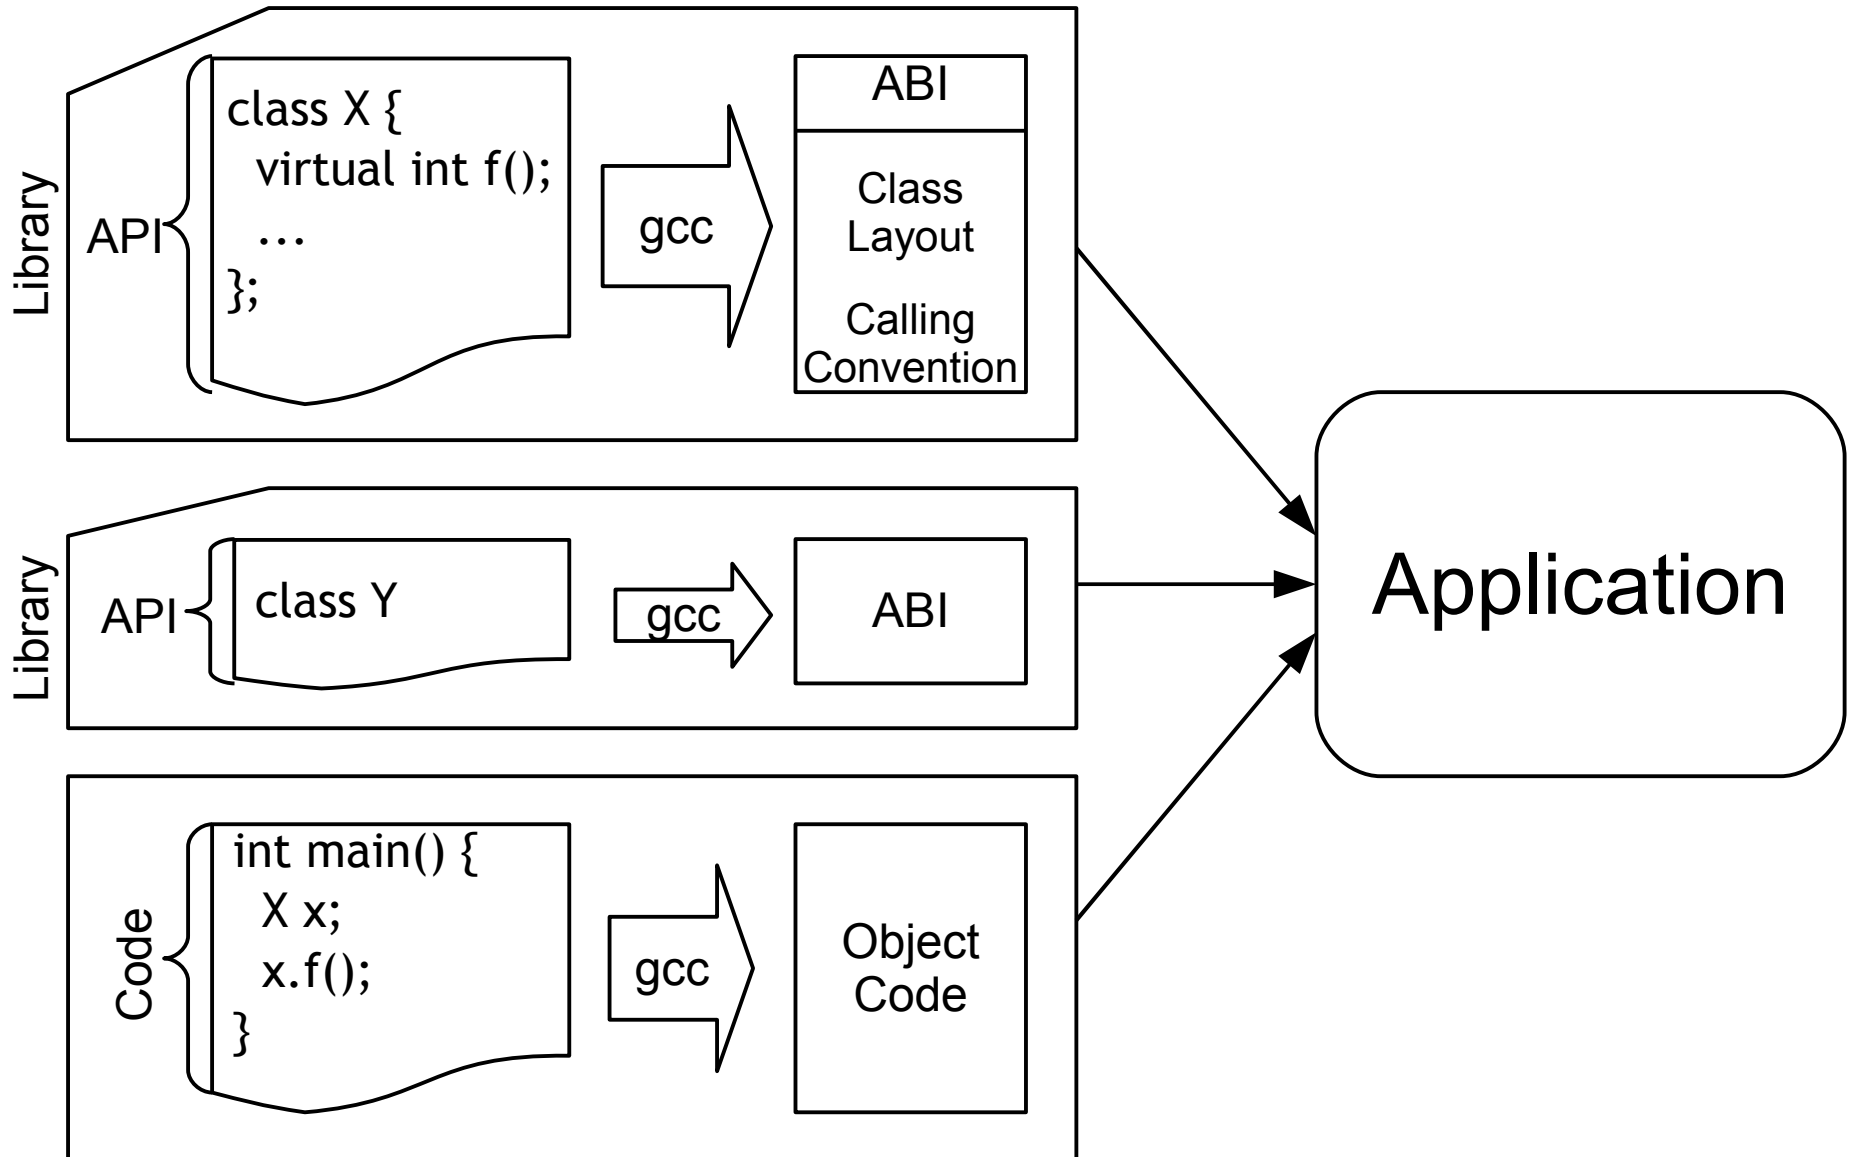 Library
API
class X {
virtual int f();
...
};
gcc
ABI
Class
Layout
Calling
Convention
Library
API
class Y
gcc
ABI
Code
int main() {
X x;
x.f();
}
gcc
Object
Code
Application